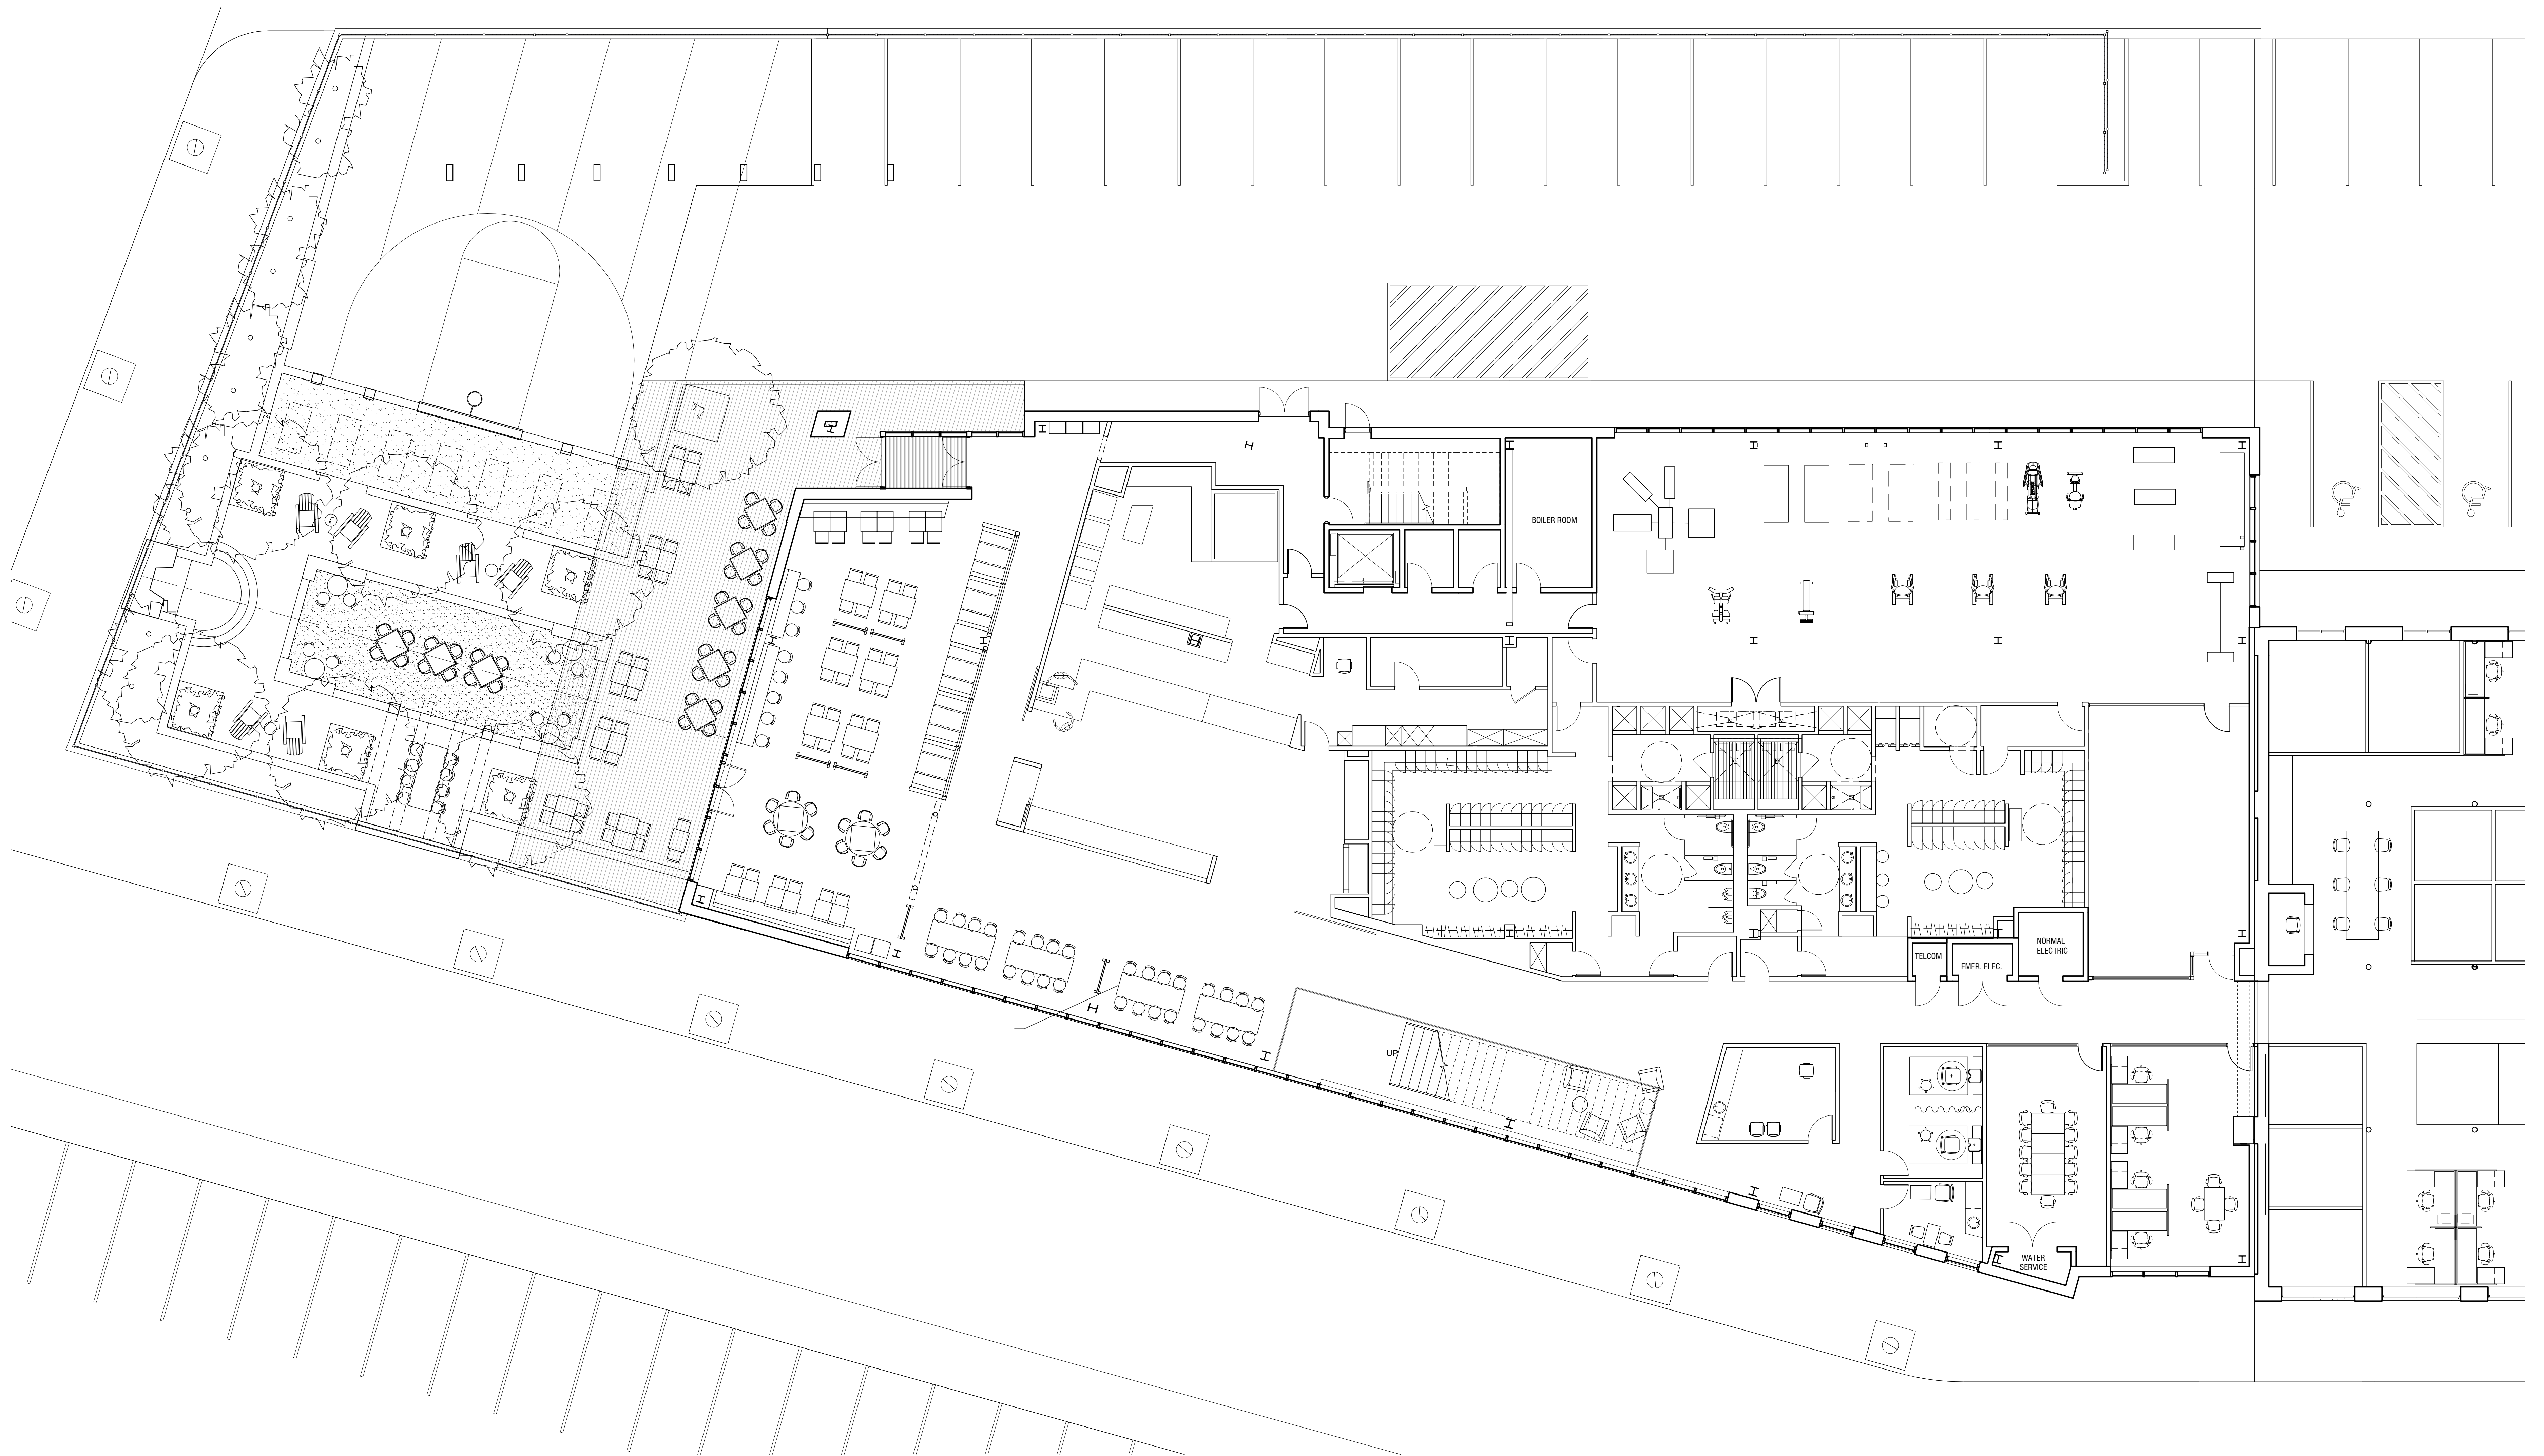 BOILER ROOM
NORMAL
ELECTRIC
TELCOM
EMER. ELEC.
UP
WATER
SERVICE